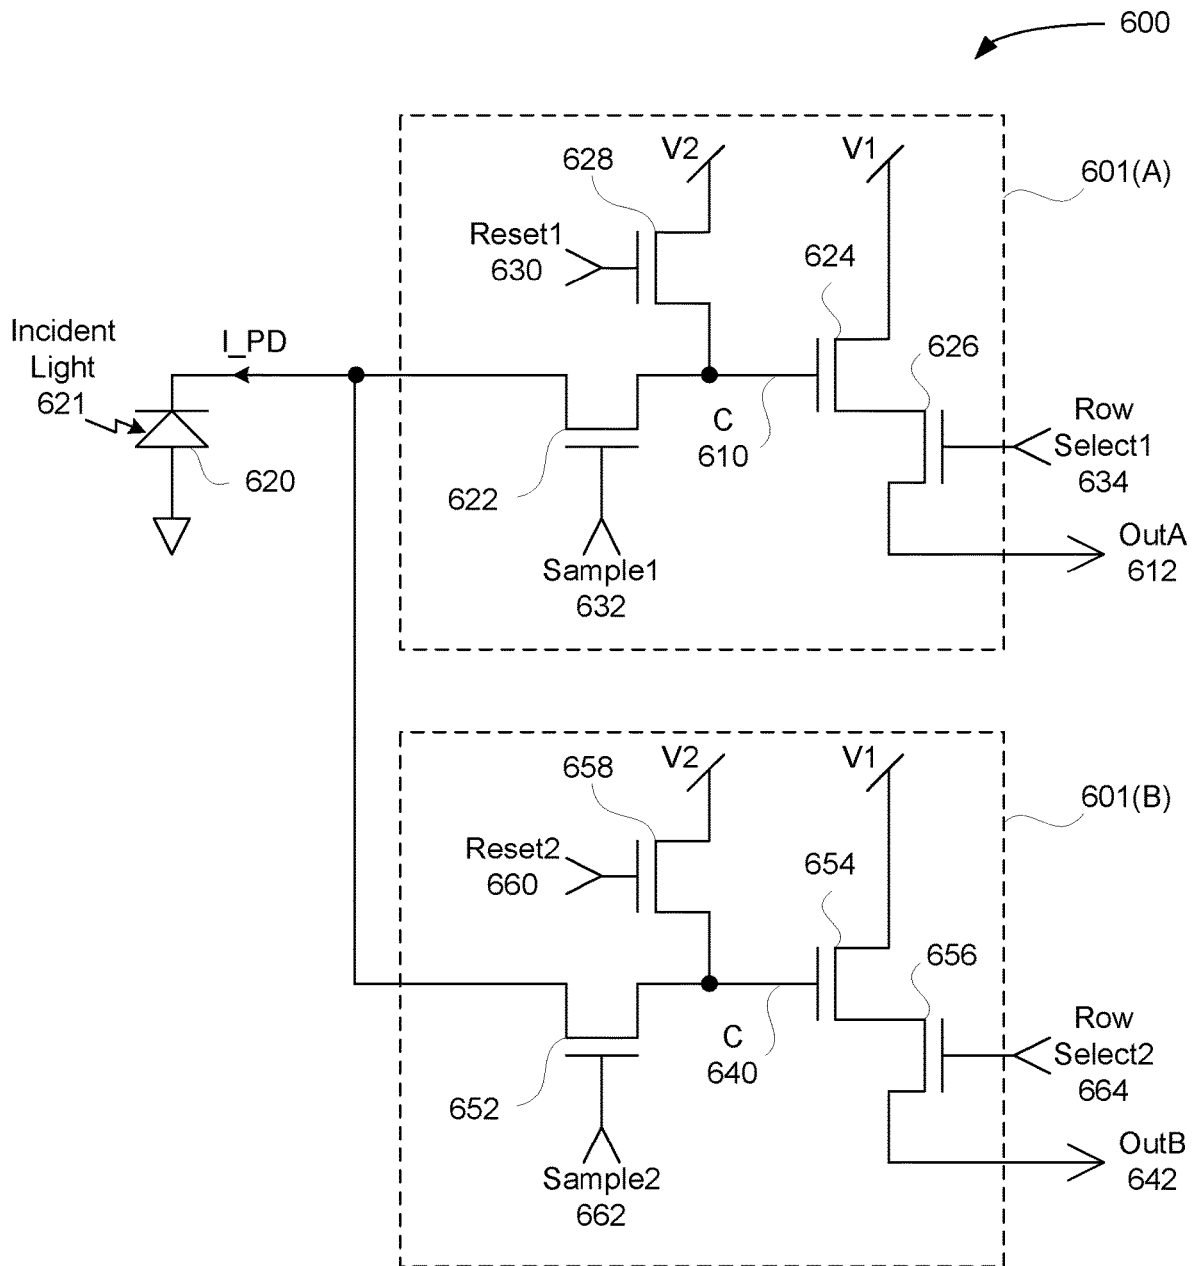 600
V2
V1
628
601(A)
Reset1
630
624
Incident
Light
621
I_PD
626
Row
Select1
634
C
610
620
622
OutA
612
Sample1
632
V2
V1
658
601(B)
Reset2
660
654
656
Row
Select2
664
C
640
652
OutB
642
Sample2
662